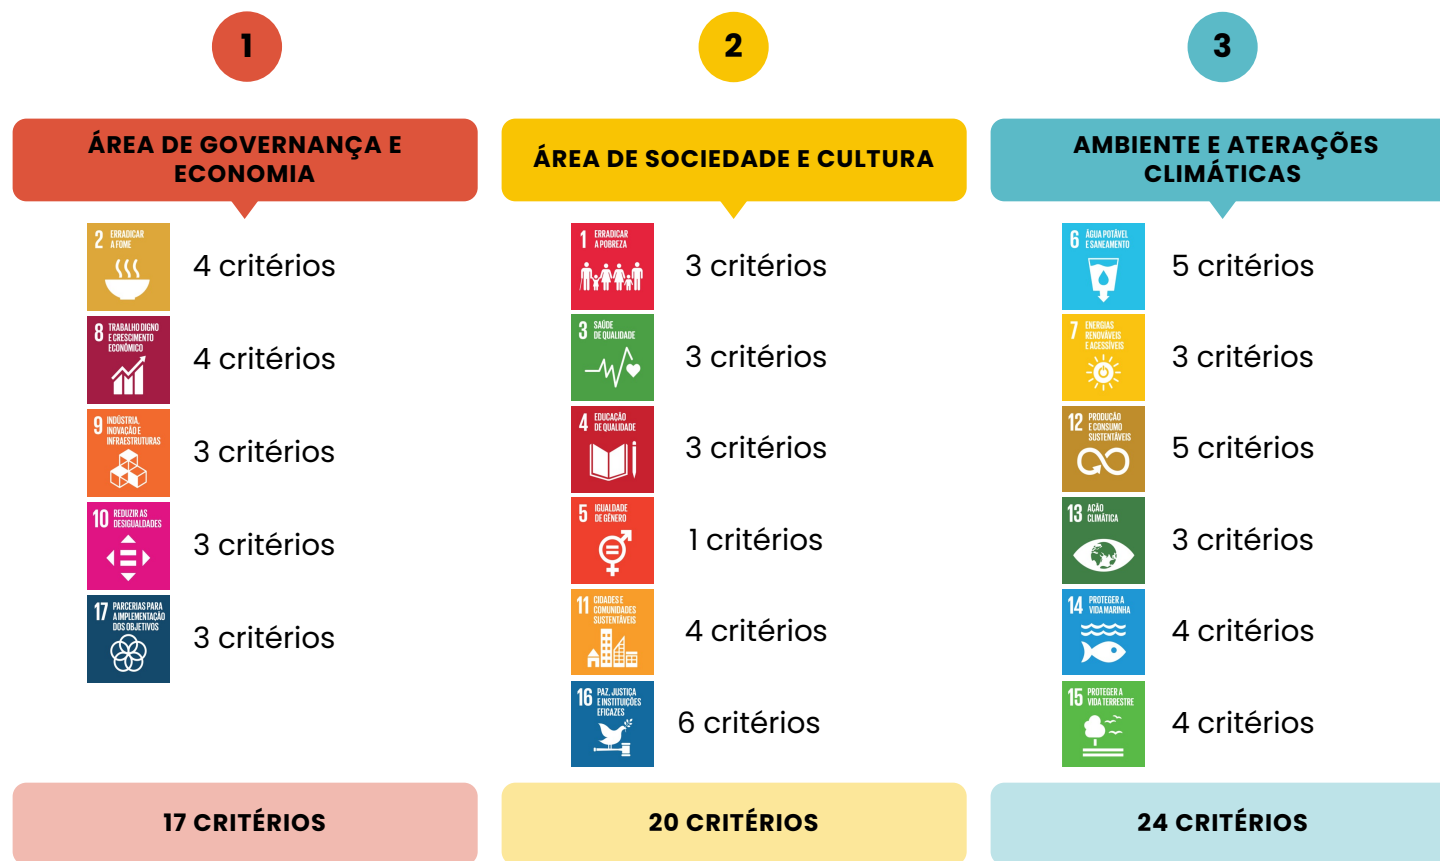 1
ÁREA DE GOVERNANÇA E
ECONOMIA
2 ERRADICAR
A FOME
4 critérios
8 TRABALHO DIGNO
E CRESCIMENTO
ECONÓMICO
4 critérios
9 INDÚSTRIA,
INOVAÇÃO E
INFRAESTRUTURAS
3 critérios
10 REDUZIR AS
DESIGUALDADES
3 critérios
17 PARCERIAS PARA
A IMPLEMENTAÇÃO
DOS OBJETIVOS
3 critérios
17 CRITÉRIOS
2
ÁREA DE SOCIEDADE E CULTURA
1 ERRADICAR
A POBREZA
3 critérios
3 SAÚDE
DE QUALIDADE
3 critérios
4 EDUCAÇÃO
DE QUALIDADE
3 critérios
5 IGUALDADE
DE GÉNERO
1 critérios
11 CIDADES E
COMUNIDADES
SUSTENTÁVEIS
4 critérios
16 PAZ, JUSTIÇA
E INSTITUIÇÕES
EFICAZES
6 critérios
20 CRITÉRIOS
3
AMBIENTE E ATERAÇÕES
CLIMÁTICAS
6 ÁGUA POTÁVEL
E SANEAMENTO
5 critérios
7 ENERGIAS
RENOVÁVEIS
E ACESSÍVEIS
3 critérios
12 PRODUÇÃO
E CONSUMO
SUSTENTÁVEIS
5 critérios
13 AÇÃO
CLIMÁTICA
3 critérios
14 PROTEGER A
VIDA MARINHA
4 critérios
15 PROTEGER A
VIDA TERRESTRE
4 critérios
24 CRITÉRIOS